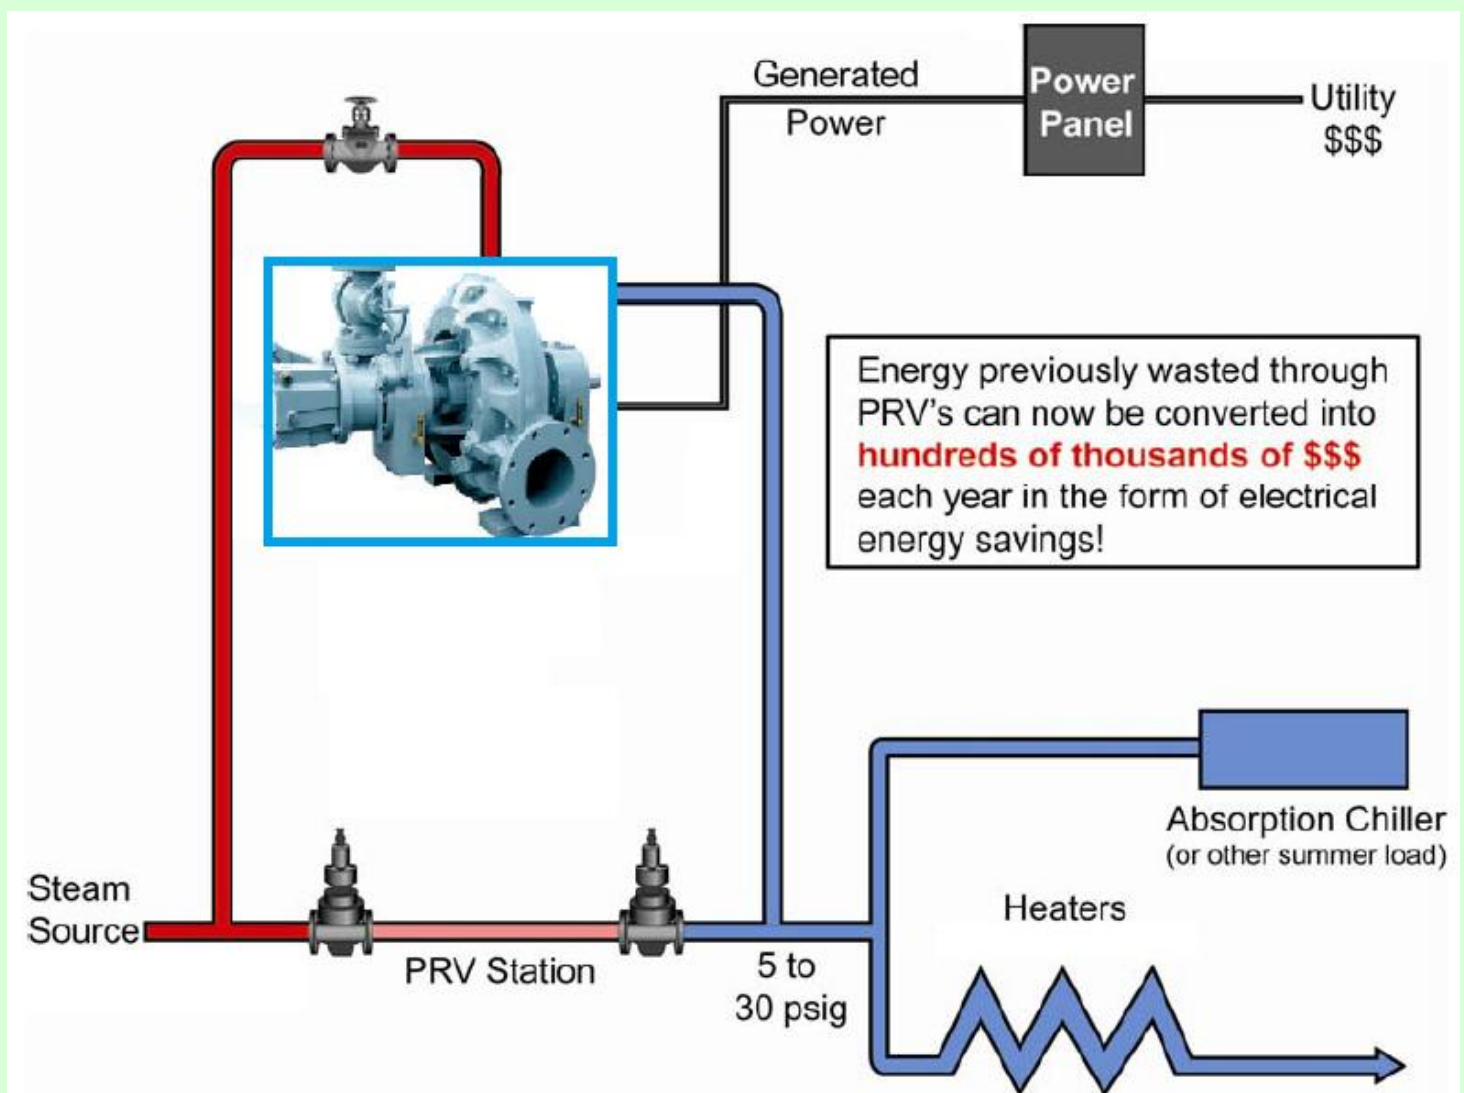 Generated
Power
Power
Panel
Utility
$$$
Energy previously wasted through
PRV's can now be converted into
hundreds of thousands of $$$
each year in the form of electrical
energy savings!
Absorption Chiller
(or other summer load)
Steam
Source
Heaters
PRV Station
5 to
30 psig